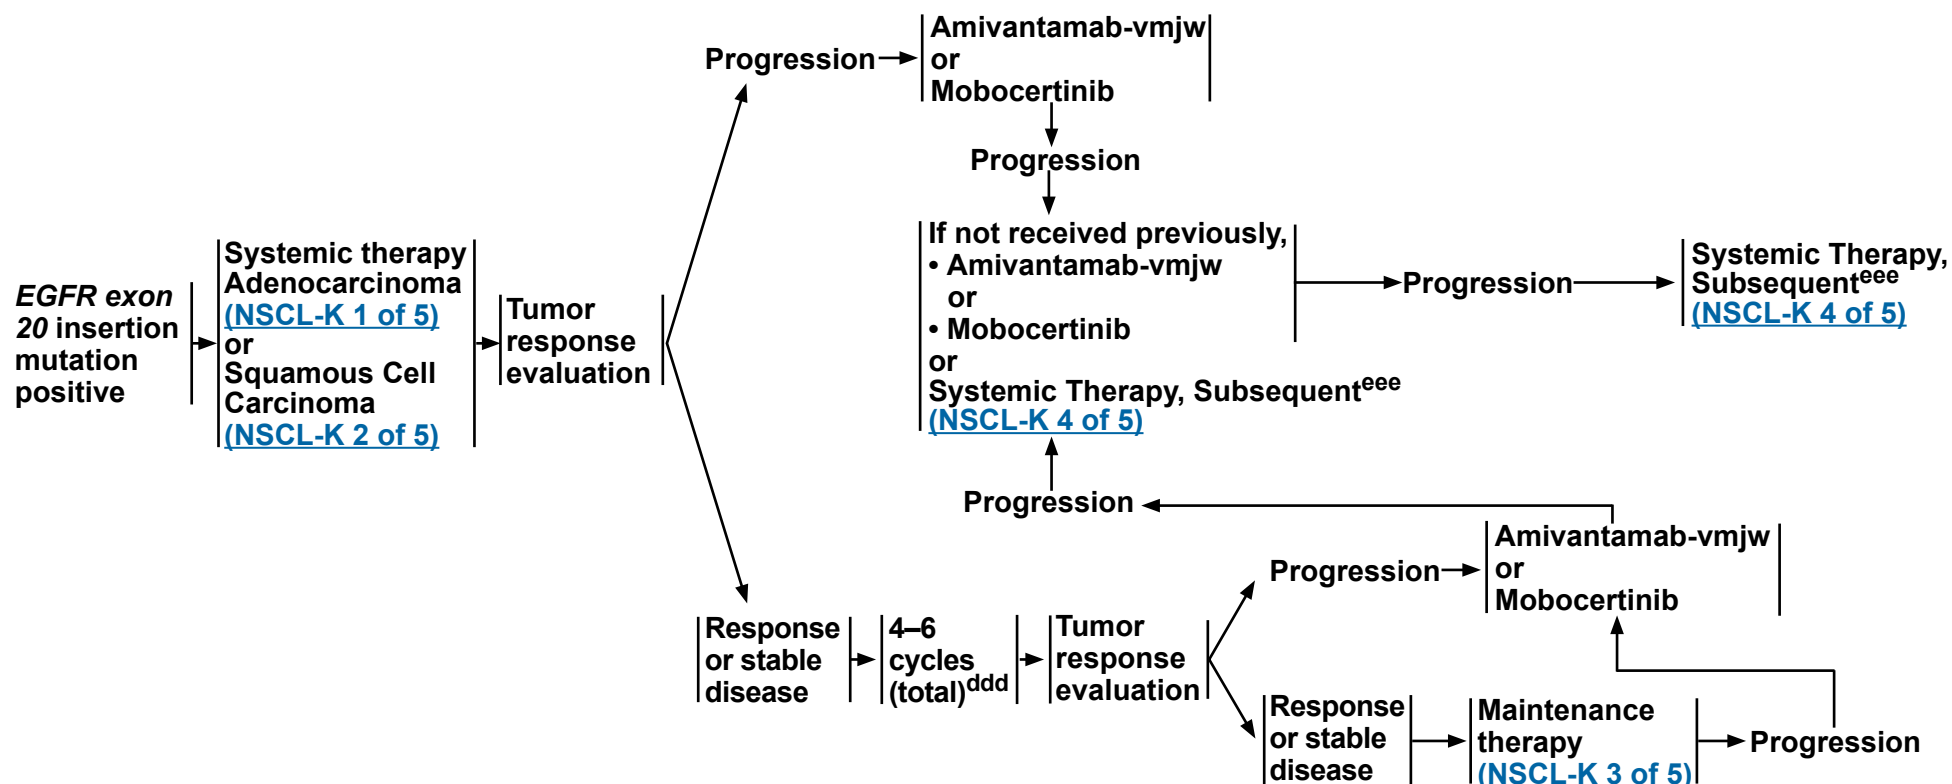 EGFR exon
20 insertion
mutation
positive
Systemic therapy
Adenocarcinoma
(NSCL-K 1 of 5)
or
Squamous Cell
Carcinoma
(NSCL-K 2 of 5)
Tumor
response
evaluation
Progression
Amivantamab-vmjw
or
Mobocertinib
Progression
If not received previously,
• Amivantamab-vmjw
or
• Mobocertinib
or
Systemic Therapy, Subsequenteee
(NSCL-K 4 of 5)
Progression
Systemic Therapy,
Subsequenteee
(NSCL-K 4 of 5)
Progression
Response
or stable
disease
4–6
cycles
(total)ddd
Tumor
response
evaluation
Progression
Amivantamab-vmjw
or
Mobocertinib
Response
or stable
disease
Maintenance
therapy
(NSCL-K 3 of 5)
Progression